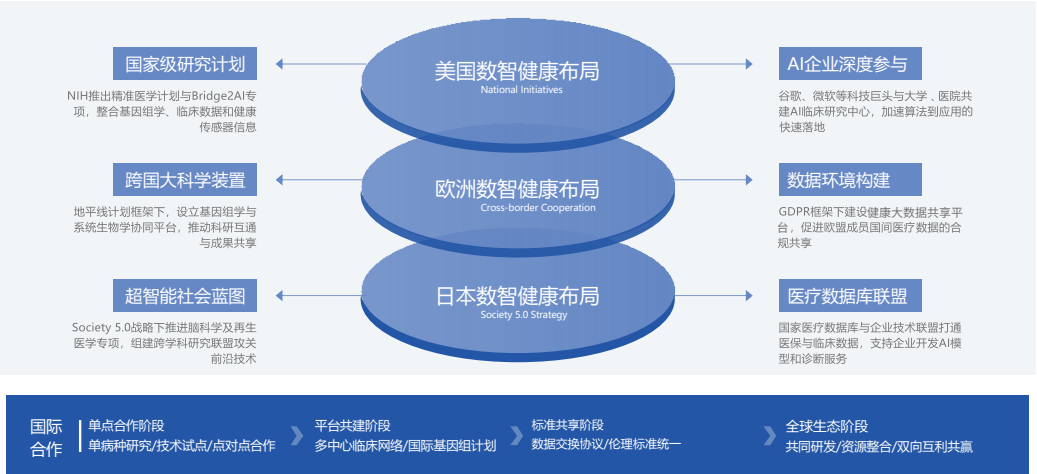 国家级研究计划
NIH推出精准医学计划与Bridge2AI专
项，整合基因组学、临床数据和健康
传感器信息
美国数智健康布局
National Initiatives
AI企业深度参与
谷歌、微软等科技巨头与大学、医院共
建AI临床研究中心，加速算法到应用的
快速落地
跨国大科学装置
地平线计划框架下，设立基因组学与
系统生物学协同平台，推动科研互通
与成果共享
欧洲数智健康布局
Cross-border Cooperation
数据环境构建
GDPR框架下建设健康大数据共享平
台，促进欧盟成员国间医疗数据的合
规共享
超智能社会蓝图
Society 5.0战略下推进脑科学及再生
医学专项，组建跨学科研究联盟攻关
前沿技术
日本数智健康布局
Society 5.0 Strategy
医疗数据库联盟
国家医疗数据库与企业技术联盟打通
医保与临床数据，支持企业开发AI模
型和诊断服务
国际
合作
单点合作阶段
单病种研究/技术试点/点对点合作
平台共建阶段
多中心临床网络/国际基因组计划
标准共享阶段
数据交换协议/伦理标准统一
全球生态阶段
共同研发/资源整合/双向互利共赢